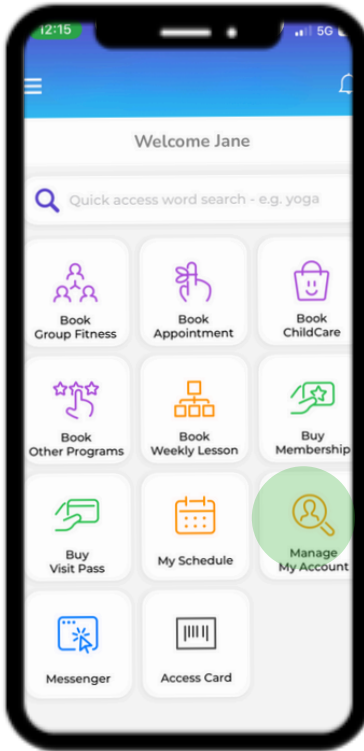 12:15
5G
Welcome Jane
Quick access word search - e.g. yoga
Book
Group Fitness
Book
Appointment
Book
ChildCare
Book
Other Programs
Book
Weekly Lesson
Buy
Membership
Buy
Visit Pass
My Schedule
Manage
My Account
Messenger
Access Card